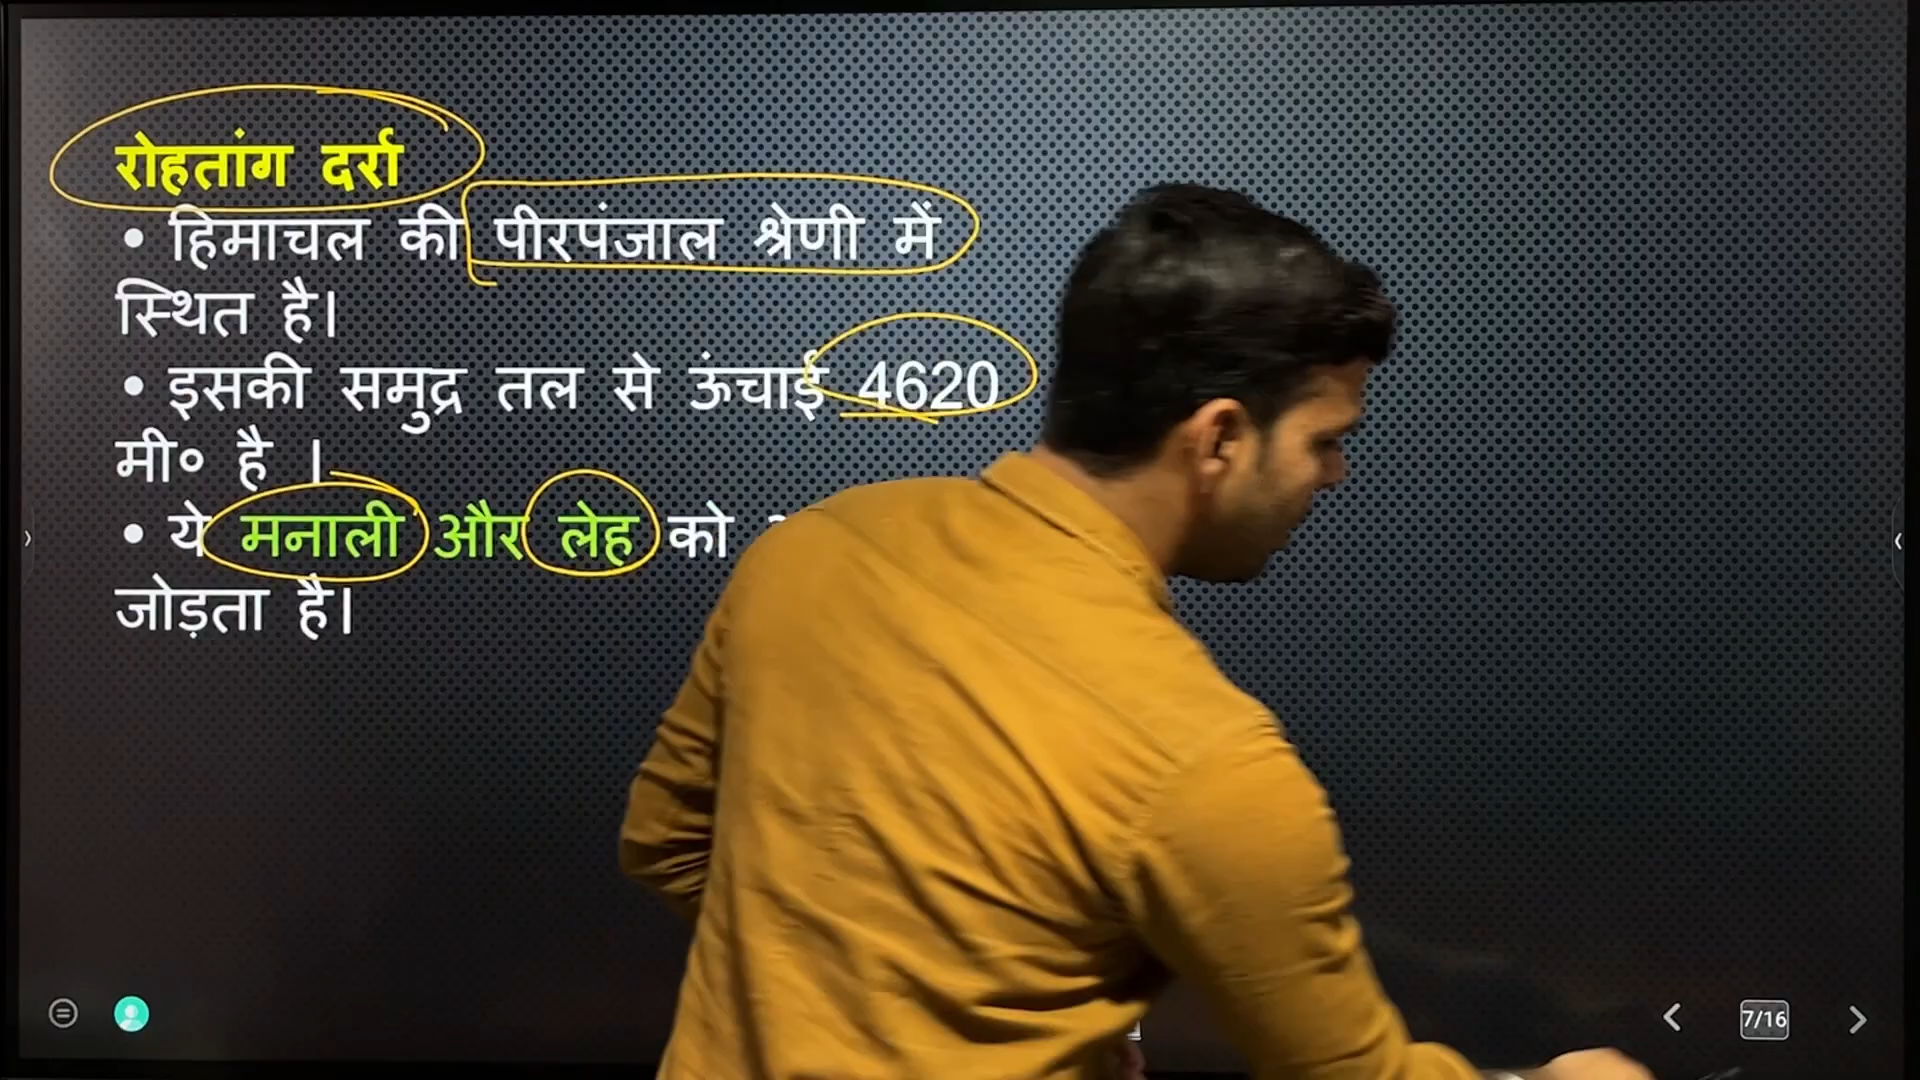 रोहतांग दर्रा
• हिमाचल की पीरपंजाल श्रेणी में
स्थित है।
• इसकी समुद्र तल से ऊंचाई 4620
मी० है ।
• ये मनाली और लेह को
जोड़ता है।
7/16